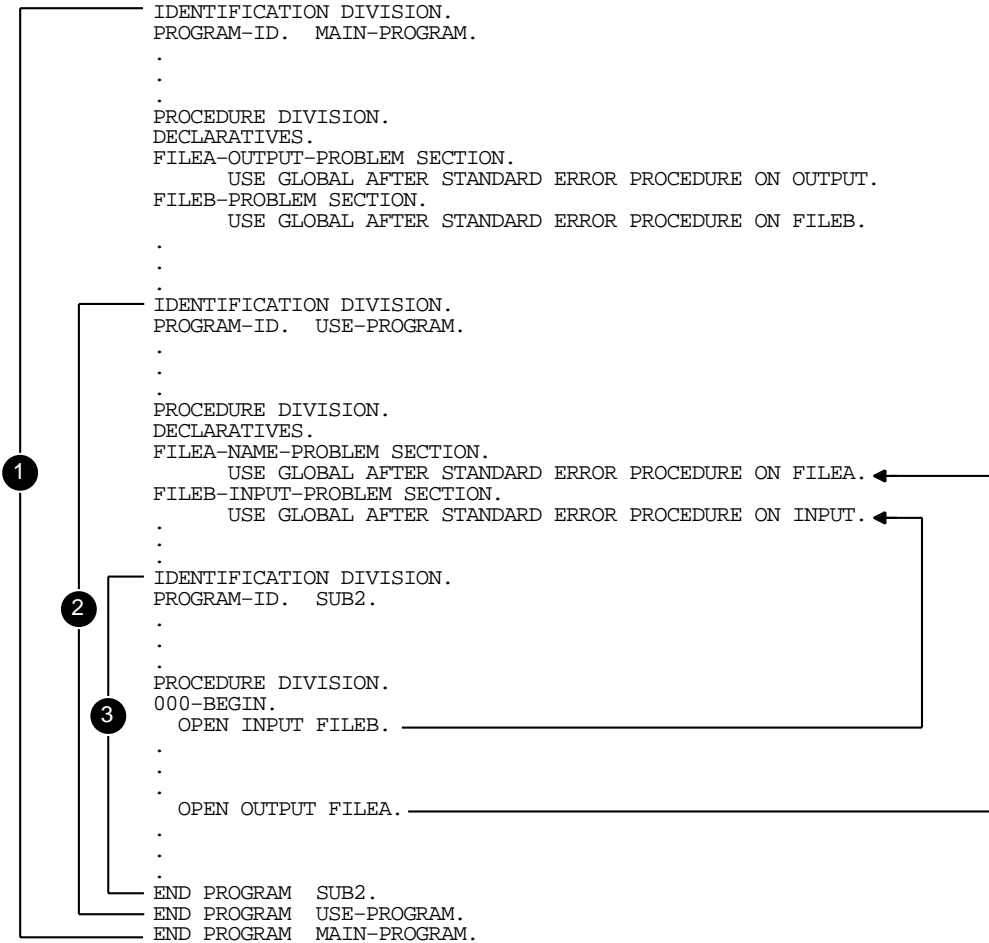 IDENTIFICATION DIVISION.
PROGRAM-ID. MAIN-PROGRAM.
.
.
.
PROCEDURE DIVISION.
DECLARATIVES.
FILEA-OUTPUT-PROBLEM SECTION.
USE GLOBAL AFTER STANDARD ERROR PROCEDURE ON OUTPUT.
FILEB-PROBLEM SECTION.
USE GLOBAL AFTER STANDARD ERROR PROCEDURE ON FILEB.
.
.
.
IDENTIFICATION DIVISION.
PROGRAM-ID. USE-PROGRAM.
.
.
.
PROCEDURE DIVISION.
DECLARATIVES.
FILEA-NAME-PROBLEM SECTION.
1
USE GLOBAL AFTER STANDARD ERROR PROCEDURE ON FILEA.
FILEB-INPUT-PROBLEM SECTION.
USE GLOBAL AFTER STANDARD ERROR PROCEDURE ON INPUT.
.
.
.
IDENTIFICATION DIVISION.
2
PROGRAM-ID. SUB2.
.
.
.
PROCEDURE DIVISION.
000-BEGIN.
3
OPEN INPUT FILEB.
.
.
.
OPEN OUTPUT FILEA.
.
.
.
END PROGRAM SUB2.
END PROGRAM USE-PROGRAM.
END PROGRAM MAIN-PROGRAM.